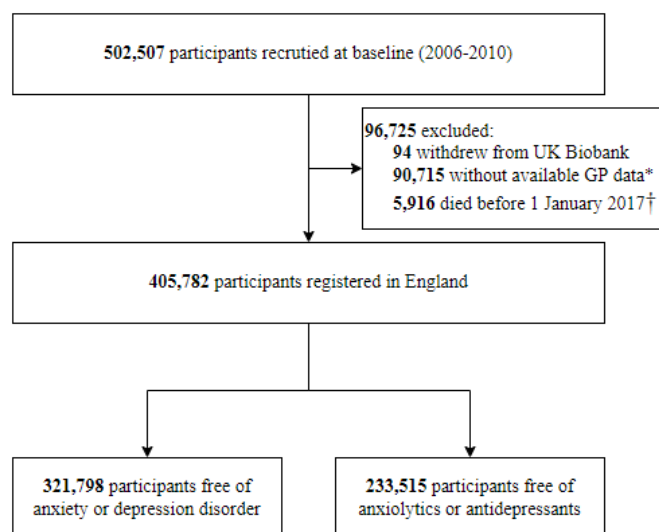 502,507 participants recrutied at baseline (2006-2010)
96,725 excluded:
94 withdrew from UK Biobank
90,715 without available GP data*
5,916 died before 1 January 2017†
405,782 participants registered in England
321,798 participants free of
anxiety or depression disorder
233,515 participants free of
anxiolytics or antidepressants